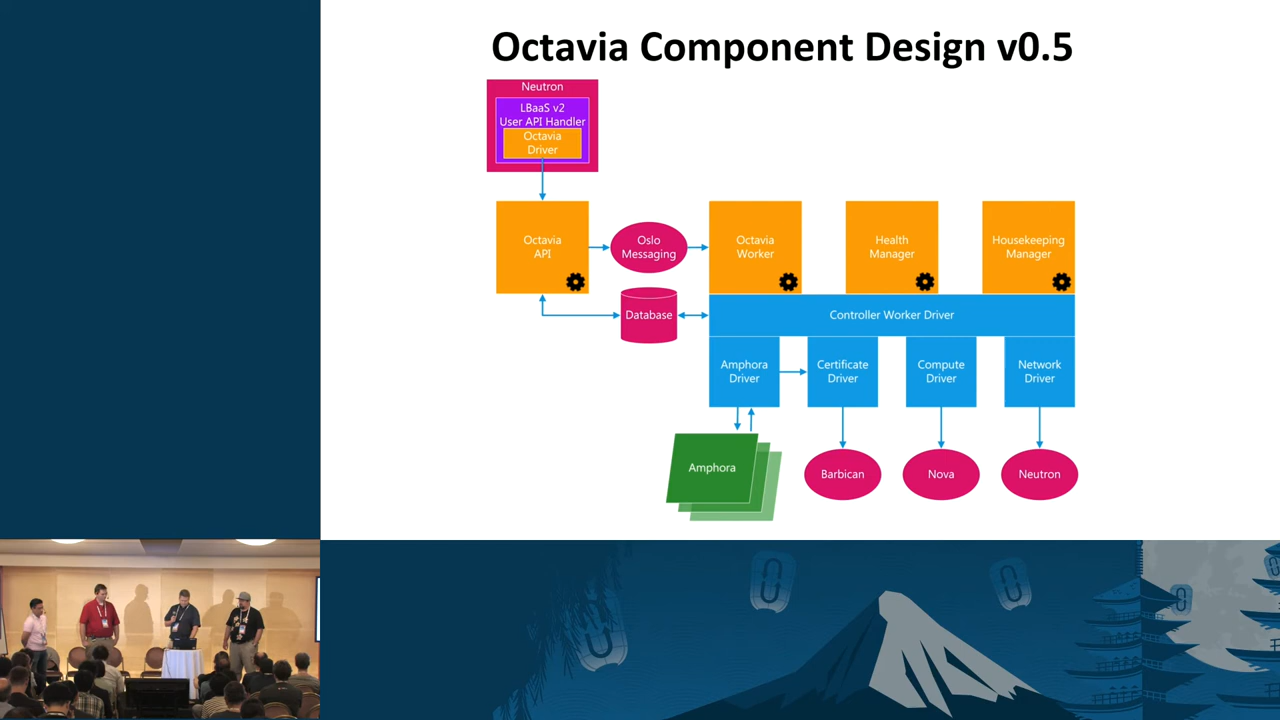 Octavia Component Design v0.5
Neutron
LBaaS v2
User API Handler
Octavia
Driver
Octavia
API
Oslo
Messaging
Octavia
Worker
Health
Manager
Housekeeping
Manager
Database
Controller Worker Driver
Amphora
Driver
Certificate
Driver
Compute
Driver
Network
Driver
Amphora
Barbican
Nova
Neutron